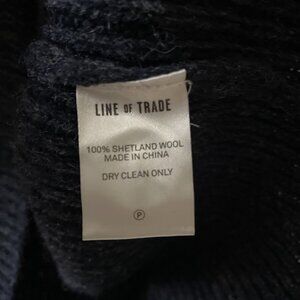 LINE OF TRADE
100% SHETLAND WOOL
MADE IN CHINA
DRY CLEAN ONLY
P